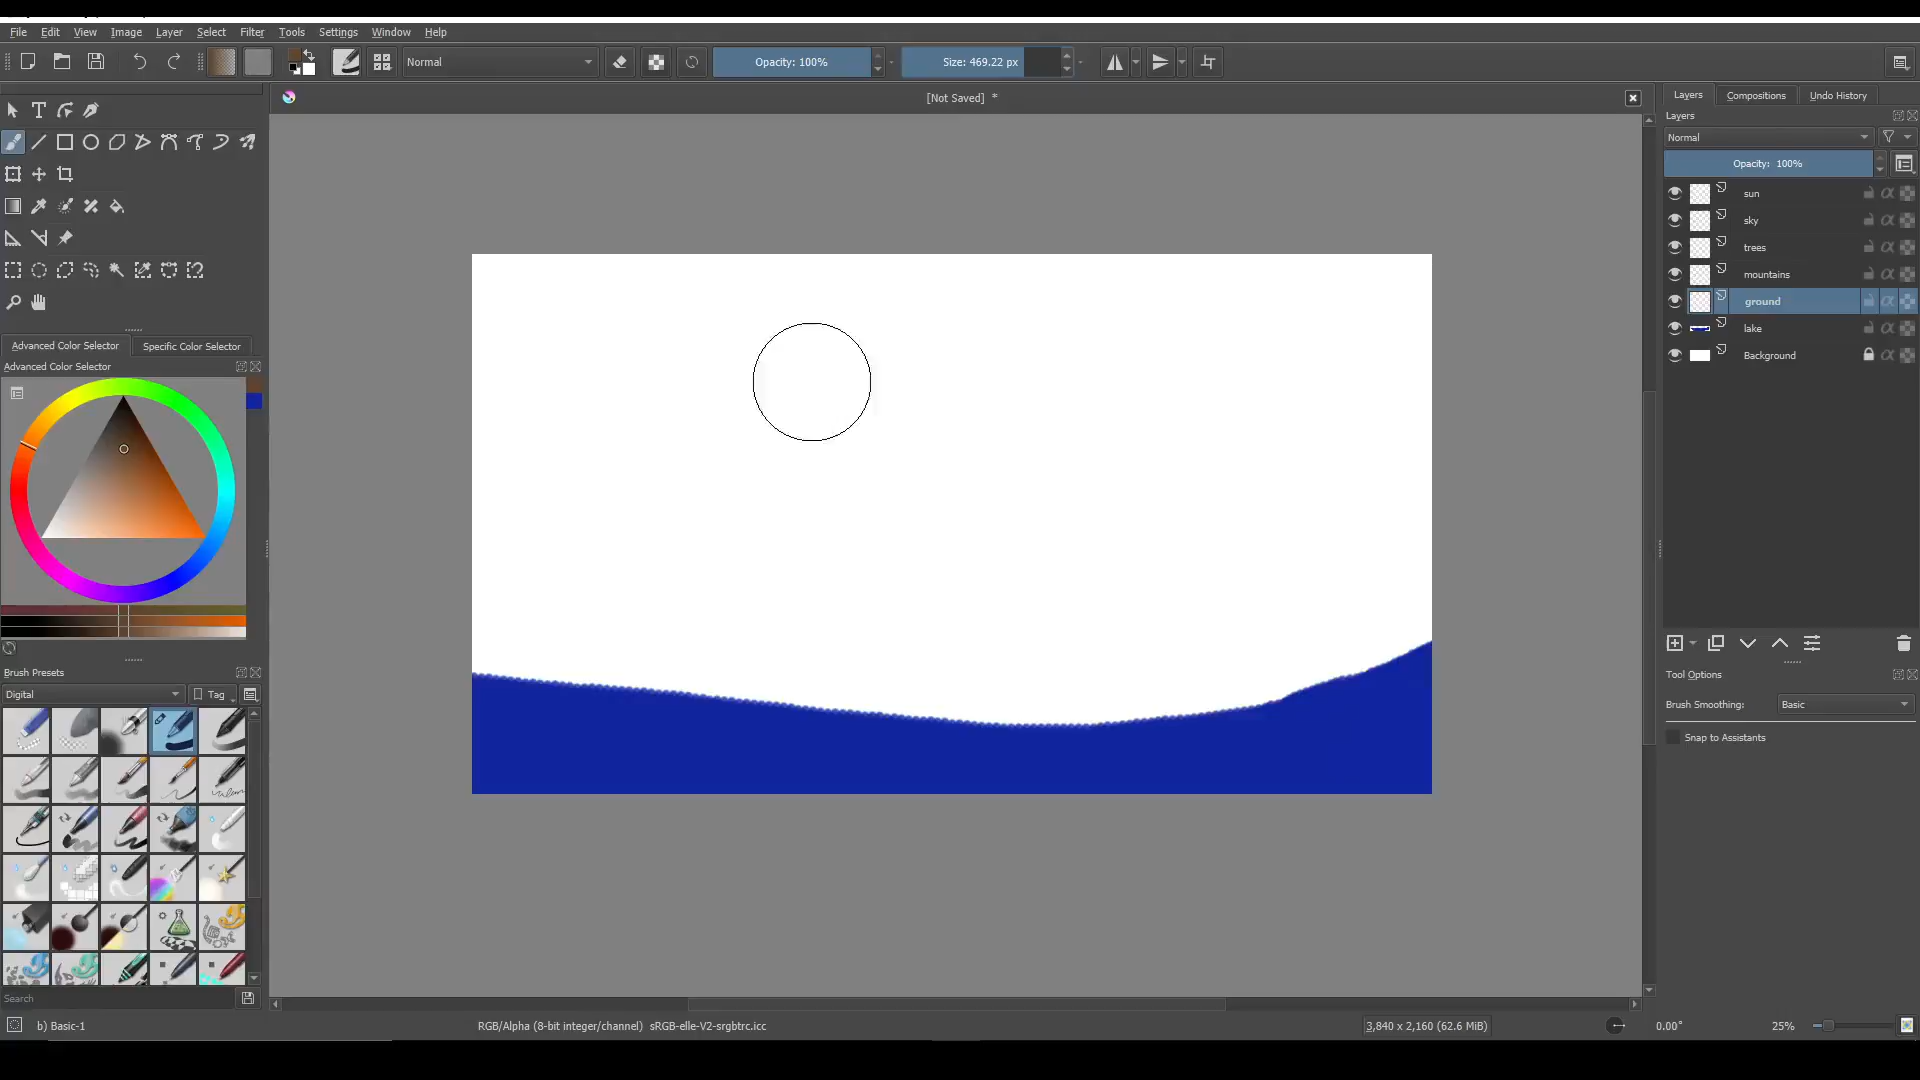 File Edit View Image Layer Select Filter Tools Settings Window Help
Normal Opacity: 100% Size: 469.22 px
[Not Saved] *
Layers Compositions Undo History
Layers
Normal
Opacity: 100%
sun
sky
trees
mountains
ground
lake
Background
Tool Options
Brush Smoothing: Basic
Snap to Assistants
Advanced Color Selector Specific Color Selector
Advanced Color Selector
Brush Presets
Digital Tag
Search
b) Basic-1 RGB/Alpha (8-bit integer/channel) sRGB-elle-V2-srgbtrc.icc 3,840 x 2,160 (62.6 MiB) 0.00° 25%